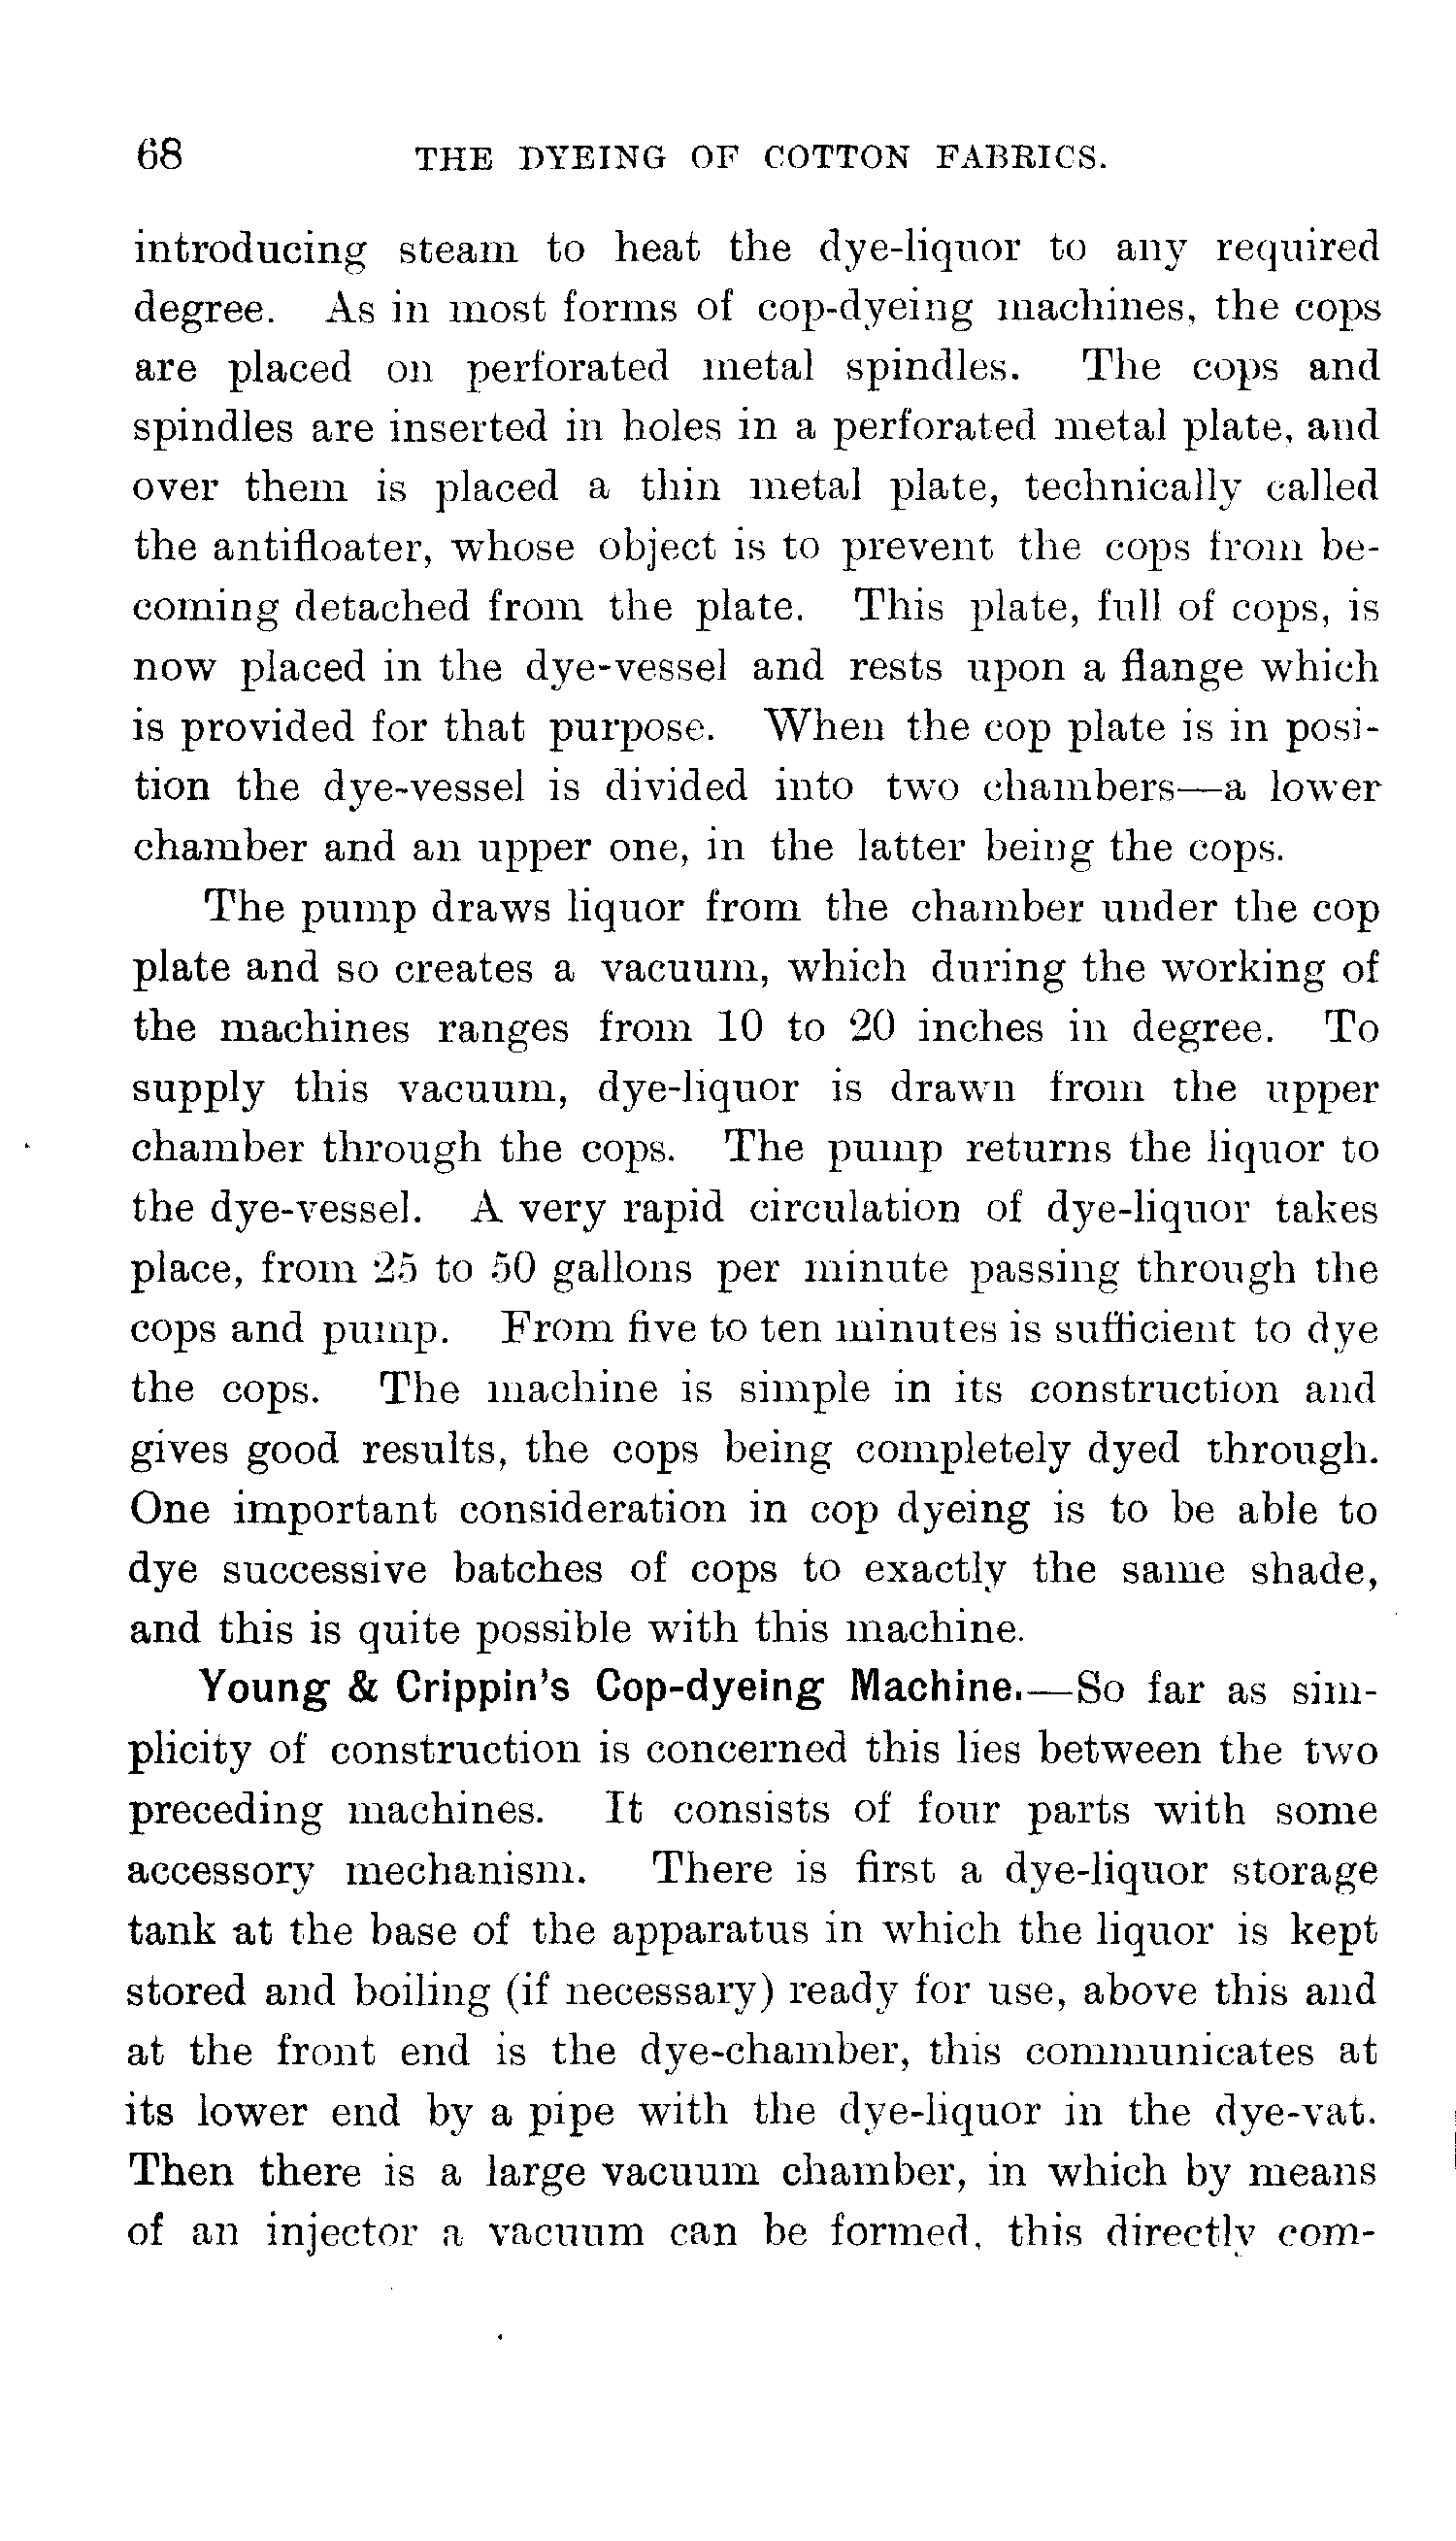 68 THE DYEING OF COTTON FABRICS.
introducing steam to heat the dye-liquor to any required
degree. As in most forms of cop-dyeing machines, the cops
are placed on perforated metal spindles. The cops and
spindles are inserted in holes in a perforated metal plate, and
over them is placed a thin metal plate, technically called
the antifloater, whose object is to prevent the cops from be-
coming detached from the plate. This plate, full of cops, is
now placed in the dye-vessel and rests upon a flange which
is provided for that purpose. When the cop plate is in posi-
tion the dye-vessel is divided into two chambers—a lower
chamber and an upper one, in the latter being the cops.
The pump draws liquor from the chamber under the cop
plate and so creates a vacuum, which during the working of
the machines ranges from 10 to 20 inches in degree. To
supply this vacuum, dye-liquor is drawn from the upper
chamber through the cops. The pump returns the liquor to
the dye-vessel. A very rapid circulation of dye-liquor takes
place, from 25 to 50 gallons per minute passing through the
cops and pump. From five to ten minutes is sufficient to dye
the cops. The machine is simple in its construction and
gives good results, the cops being completely dyed through.
One important consideration in cop dyeing is to be able to
dye successive batches of cops to exactly the same shade,
and this is quite possible with this machine.
Young & Crippin's Cop-dyeing Machine.—So far as sim-
plicity of construction is concerned this lies between the two
preceding machines. It consists of four parts with some
accessory mechanism. There is first a dye-liquor storage
tank at the base of the apparatus in which the liquor is kept
stored and boiling (if necessary) ready for use, above this and
at the front end is the dye-chamber, this communicates at
its lower end by a pipe with the dye-liquor in the dye-vat.
Then there is a large vacuum chamber, in which by means
of an injector a vacuum can be formed, this directly com-